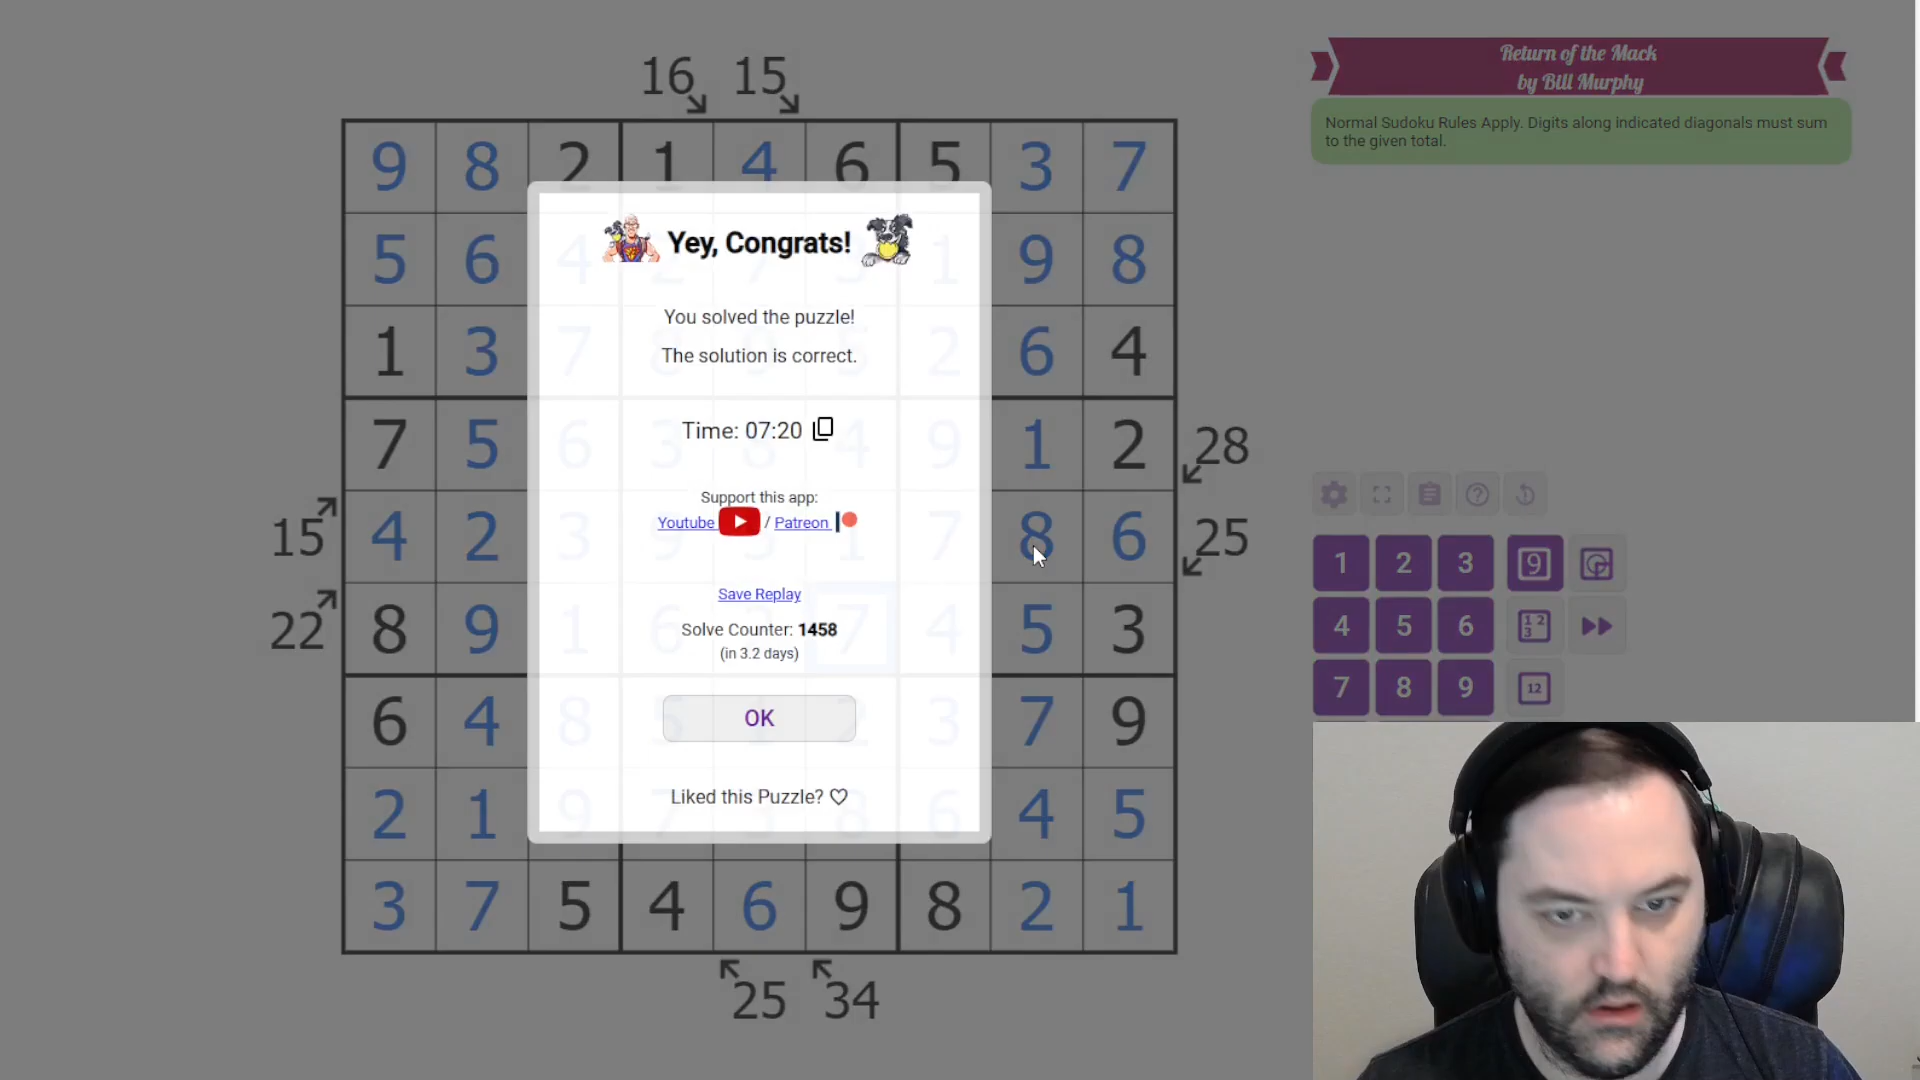 16 15
Return of the Mack
by Bill Murphy
Normal Sudoku Rules Apply. Digits along indicated diagonals must sum
to the given total.
9 8 2 1 4 6 5 3 7
5 6 9 8
1 3 6 4
7 5 1 2 28
15 4 2 8 6 25
22 8 9 5 3
6 4 7 9
2 1 4 5
3 7 5 4 6 9 8 2 1
25 34
Yey, Congrats!
You solved the puzzle!
The solution is correct.
Time: 07:20
Support this app:
Youtube / Patreon
Save Replay
Solve Counter: 1458
(in 3.2 days)
OK
Liked this Puzzle? ♡
1 2 3 9
4 5 6 1 2 3
7 8 9 12